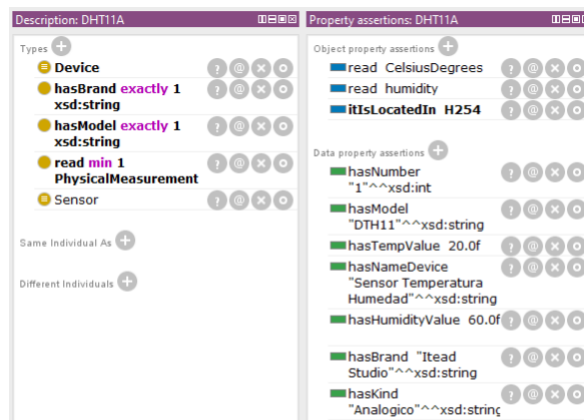 Description: DHT11A
Types
Device
hasBrand exactly 1
xsd:string
hasModel exactly 1
xsd:string
read min 1
PhysicalMeasurement
Sensor
Same Individual As
Different Individuals
Property assertions: DHT11A
Object property assertions
read CelsiusDegrees
read humidity
itIsLocatedIn H254
Data property assertions
hasNumber
"1"^^xsd:int
hasModel
"DTH11"^^xsd:string
hasTempValue 20.0f
hasNameDevice
"Sensor Temperatura
Humedad"^^xsd:string
hasHumidityValue 60.0f
hasBrand "Itead
Studio"^^xsd:string
hasKind
"Analogico"^^xsd:string